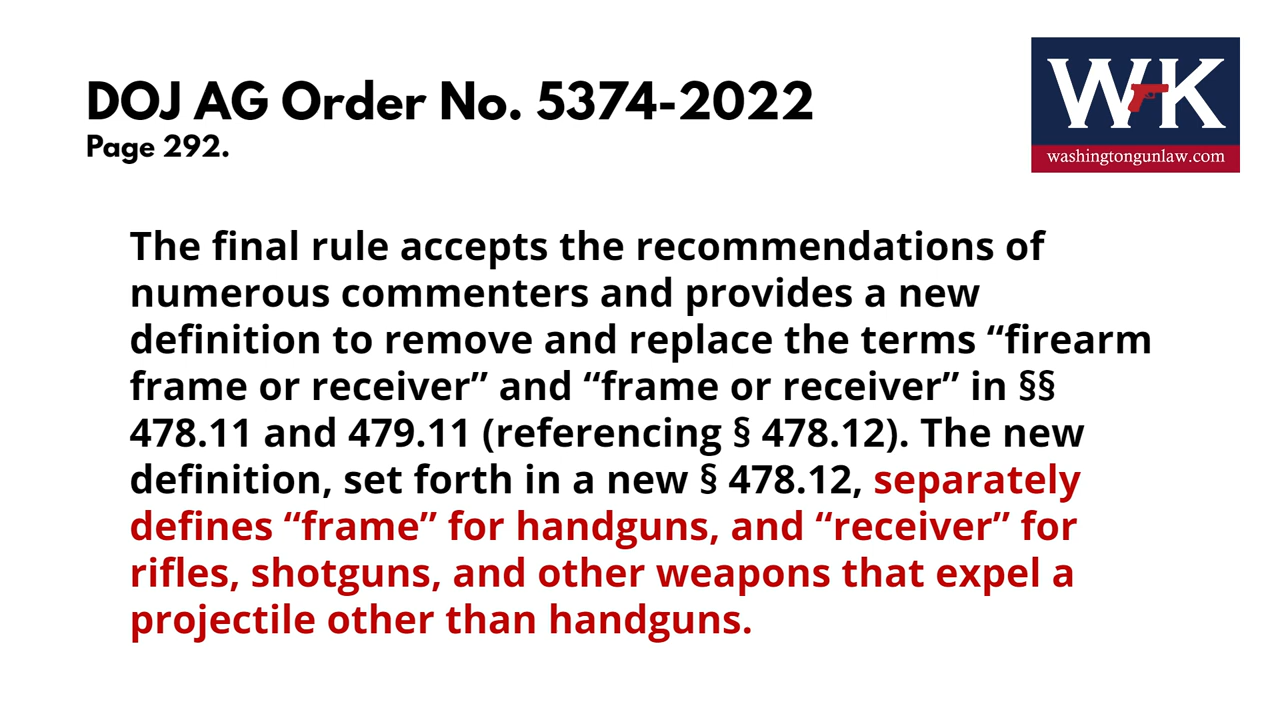 DOJ AG Order No. 5374-2022
Page 292.
WK
washingtongunlaw.com
The final rule accepts the recommendations of
numerous commenters and provides a new
definition to remove and replace the terms “firearm
frame or receiver” and “frame or receiver” in §§
478.11 and 479.11 (referencing § 478.12). The new
definition, set forth in a new § 478.12, separately
defines “frame” for handguns, and “receiver” for
rifles, shotguns, and other weapons that expel a
projectile other than handguns.